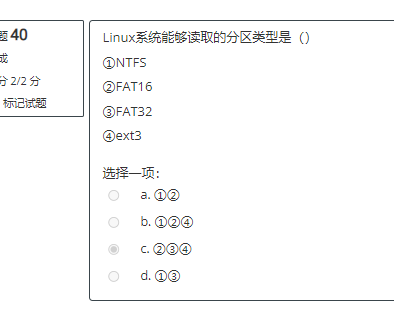 题 40
成
分 2/2 分
标记试题
Linux系统能够读取的分区类型是（）
①NTFS
②FAT16
③FAT32
④ext3
选择一项：
a. ①②
b. ①②④
c. ②③④
d. ①③